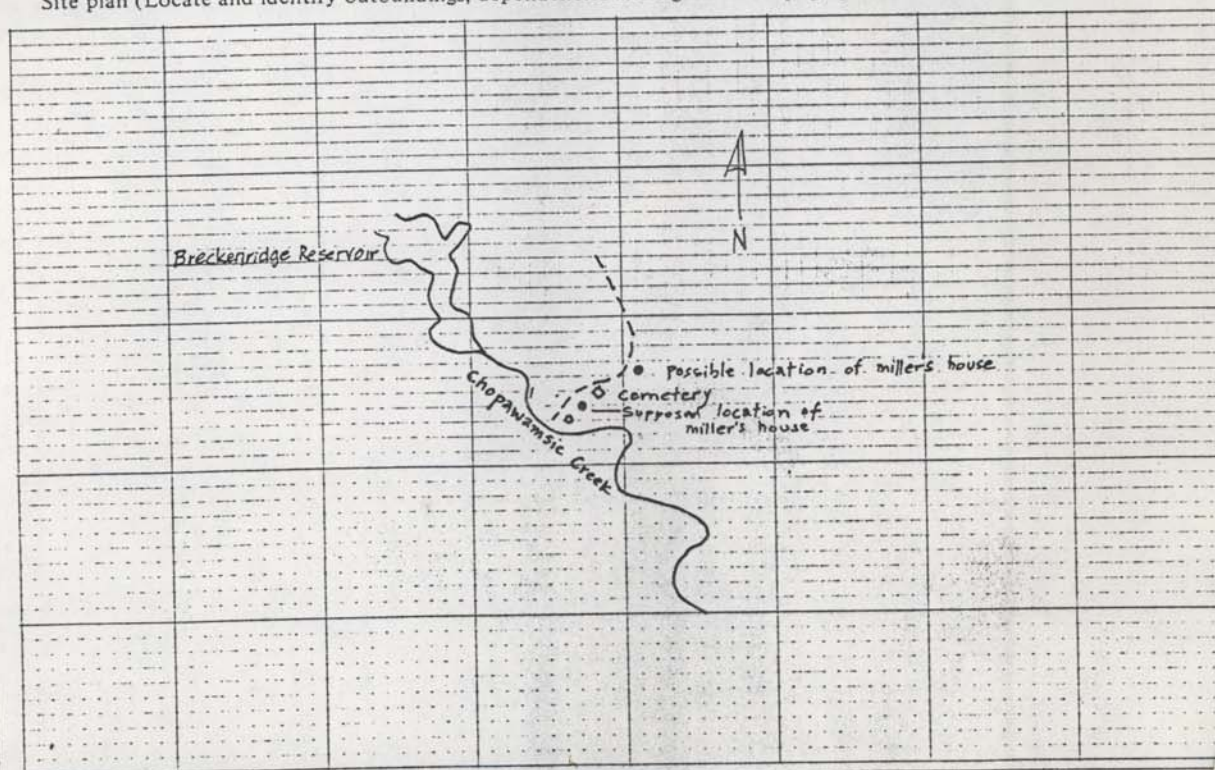 Site plan (Locate and identify outbuildings,
N
Breckenridge Reservoir
possible location of miller's house
cemetery
Supposed location of
miller's house
Chopawamsic Creek